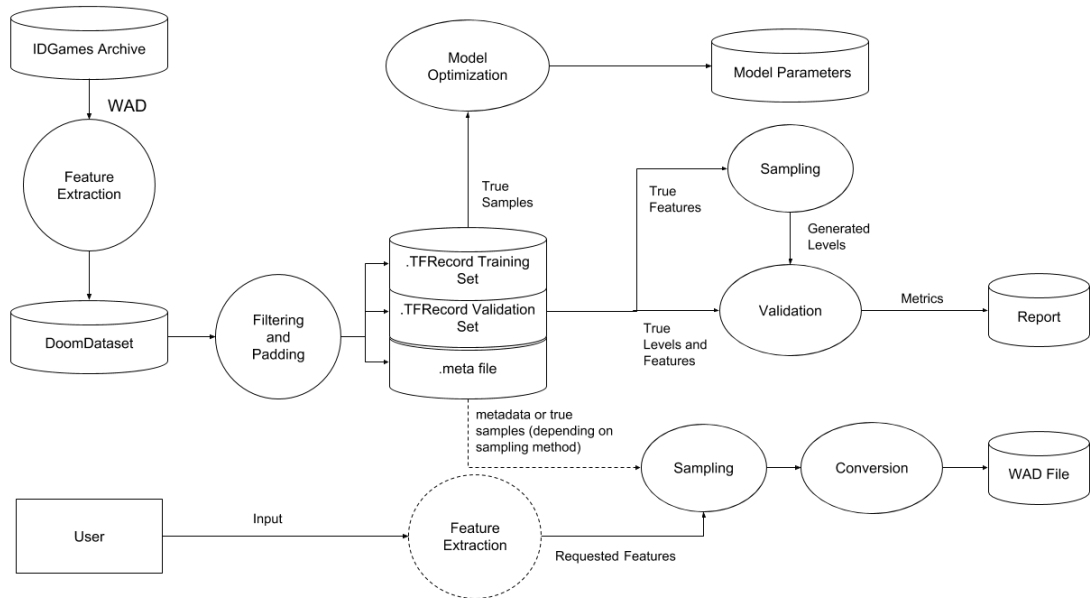 IDGames Archive
WAD
Feature
Extraction
DoomDataset
Filtering
and
Padding
Model
Optimization
Model Parameters
True
Samples
.TFRecord Training
Set
.TFRecord Validation
Set
.meta file
True
Features
Sampling
Generated
Levels
True
Levels and
Features
Validation
Metrics
Report
metadata or true
samples (depending on
sampling method)
Sampling
Conversion
WAD File
User
Input
Feature
Extraction
Requested Features